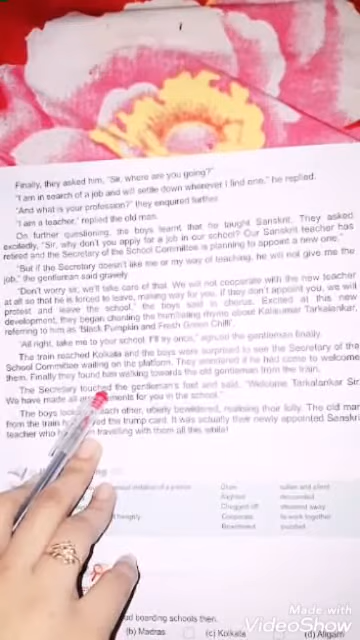 Finally, they asked him, "Sir, where are you going?"
"I am in search of a job and will settle down wherever I find one," he replied.
"And what is your profession?" they enquired further.
"I am a teacher," replied the old man.
On further questioning, the boys learnt that he taught Sanskrit. They asked
excitedly, "Sir, why don't you apply for a job in our school? Our Sanskrit teacher has
retired and the Secretary of the School Committee is planning to appoint a new one."
"But if the Secretary doesn't like me or my way of teaching, he will not give me the
job," the gentleman said gravely.
"Don't worry sir, we'll take care of that. We will not cooperate with the new teacher
at all so that he is forced to leave, making way for you. If they don't appoint you, we will
protest and leave the school," the boys said in chorus. Excited at this new
development, they began chording the humiliating rhyme about Kalikumar Tarkalankar,
referring to him as 'Black Pumpkin and Fresh Green Chilli'.
"All right, take me to your school. I'll try once," the gentleman finally.
The train reached Kolkata and the boys were surprised to see the Secretary of the
School Committee waiting on the platform. They wondered if he had come to welcome
them. Finally they found him walking towards the old gentleman from the train.
The Secretary touched the gentleman's feet and said, "Welcome Tarkalankar Sir.
We have made all for you in the school."
The boys each other, utterly bewildered, realising their folly. The old man
from the train the trump card. It was actually their newly appointed Sanskrit
teacher who travelling with them all this while!
of a person
sullen and silent
Alighted descended
Chugged off steamed away
Cooperate to work together
Bewildered puzzled
boarding schools then.
(b) Madras (c) Kolkata (d) Aligarh
Made with
VideoShow